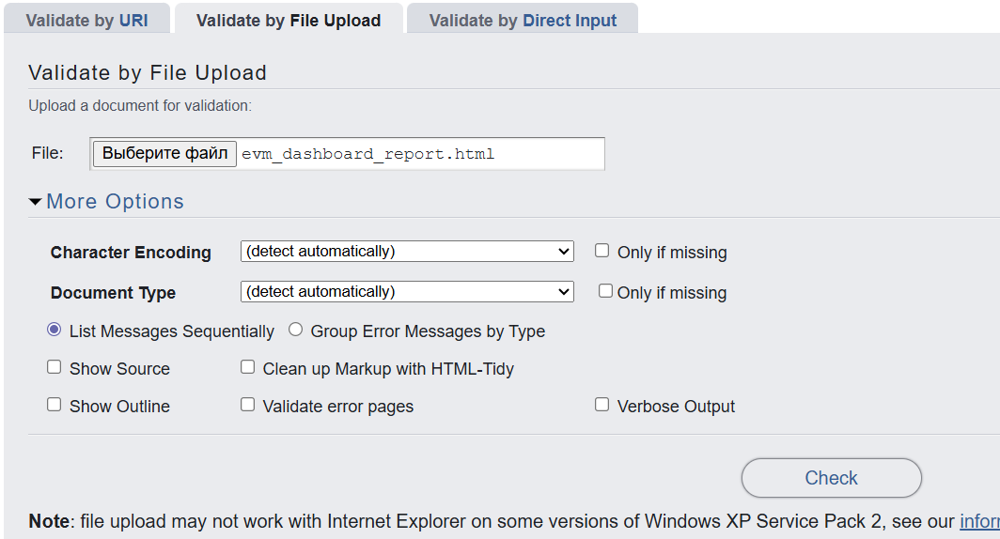 Validate by URI Validate by File Upload Validate by Direct Input
Validate by File Upload
Upload a document for validation:
File: Выберите файл evm_dashboard_report.html
More Options
Character Encoding (detect automatically) Only if missing
Document Type (detect automatically) Only if missing
List Messages Sequentially Group Error Messages by Type
Show Source Clean up Markup with HTML-Tidy
Show Outline Validate error pages Verbose Output
Check
Note: file upload may not work with Internet Explorer on some versions of Windows XP Service Pack 2, see our